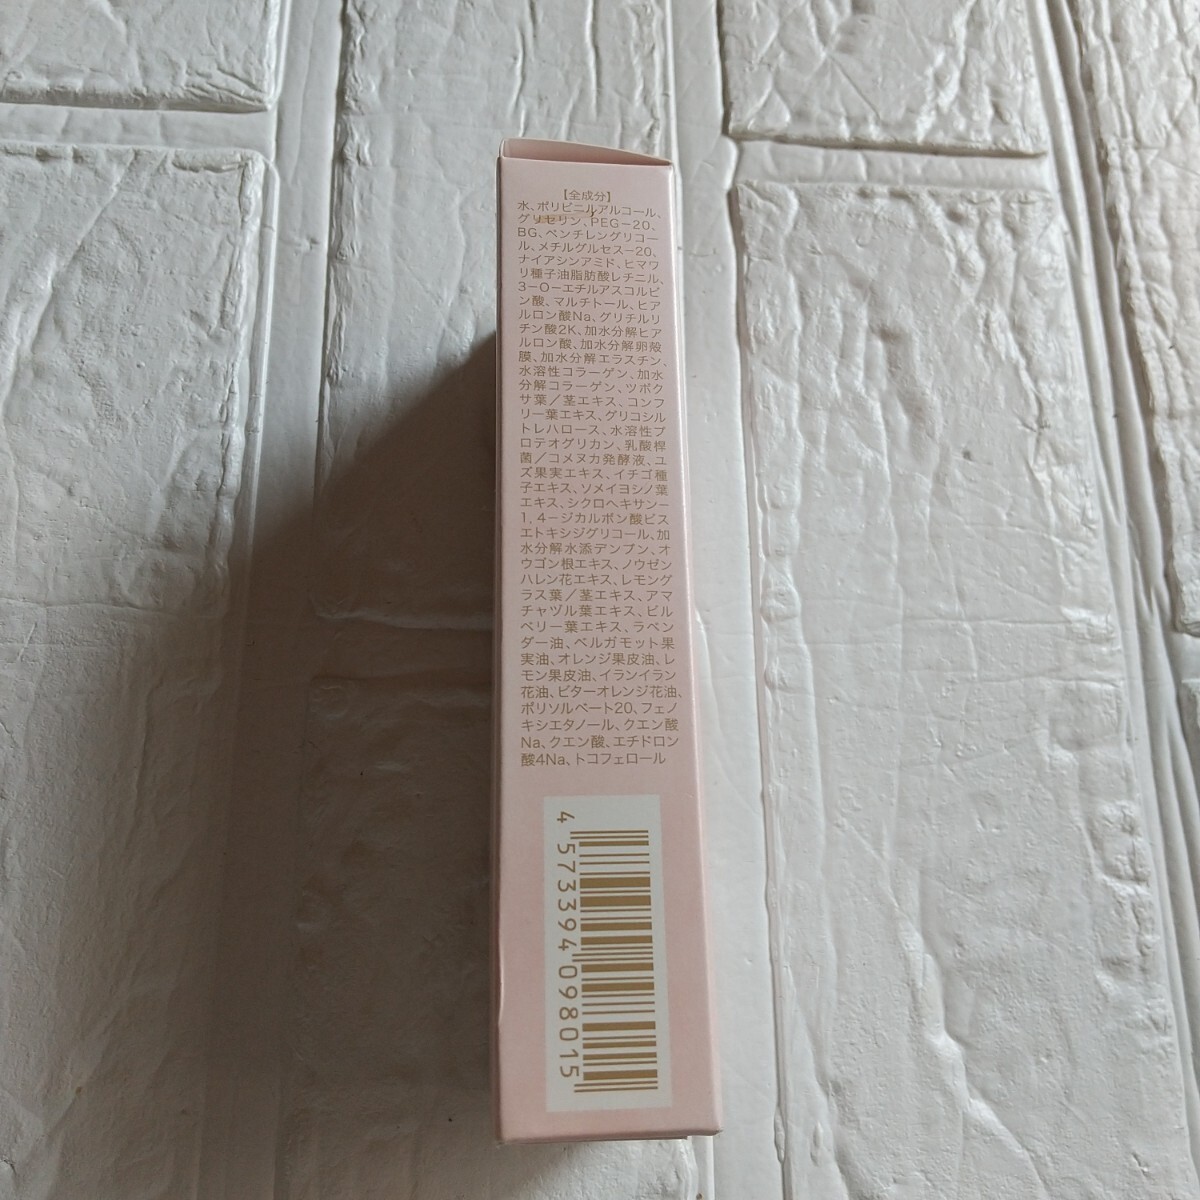 【全成分】
水、ポリビニルアルコール、
グリセリン、PEG−20、
BG、ペンチレングリコー
ル、メチルグルセス−20、
ナイアシンアミド、ヒマワ
リ種子油脂肪酸レチニル、
3−O−エチルアスコルビ
ン酸、マルチトール、ヒア
ルロン酸Na、グリチルリ
チン酸2K、加水分解ヒア
ルロン酸、加水分解卵殻
膜、加水分解エラスチン、
水溶性コラーゲン、加水
分解コラーゲン、ツボク
サ葉／茎エキス、コンフ
リー葉エキス、グリコシル
トレハロース、水溶性プ
ロテオグリカン、乳酸桿
菌／コメヌカ発酵液、ユ
ズ果実エキス、イチゴ種
子エキス、ソメイヨシノ葉
エキス、シクロヘキサン−
1,4−ジカルボン酸ビス
エトキシジグリコール、加
水分解水添デンプン、オ
ウゴン根エキス、ノウゼン
ハレン花エキス、レモング
ラス葉／茎エキス、アマ
チャヅル葉エキス、ビル
ベリー葉エキス、ラベン
ダー油、ベルガモット果
実油、オレンジ果皮油、レ
モン果皮油、イランイラン
花油、ビターオレンジ花油、
ポリソルベート20、フェノ
キシエタノール、クエン酸
Na、クエン酸、エチドロン
酸4Na、トコフェロール
4 573394 098015